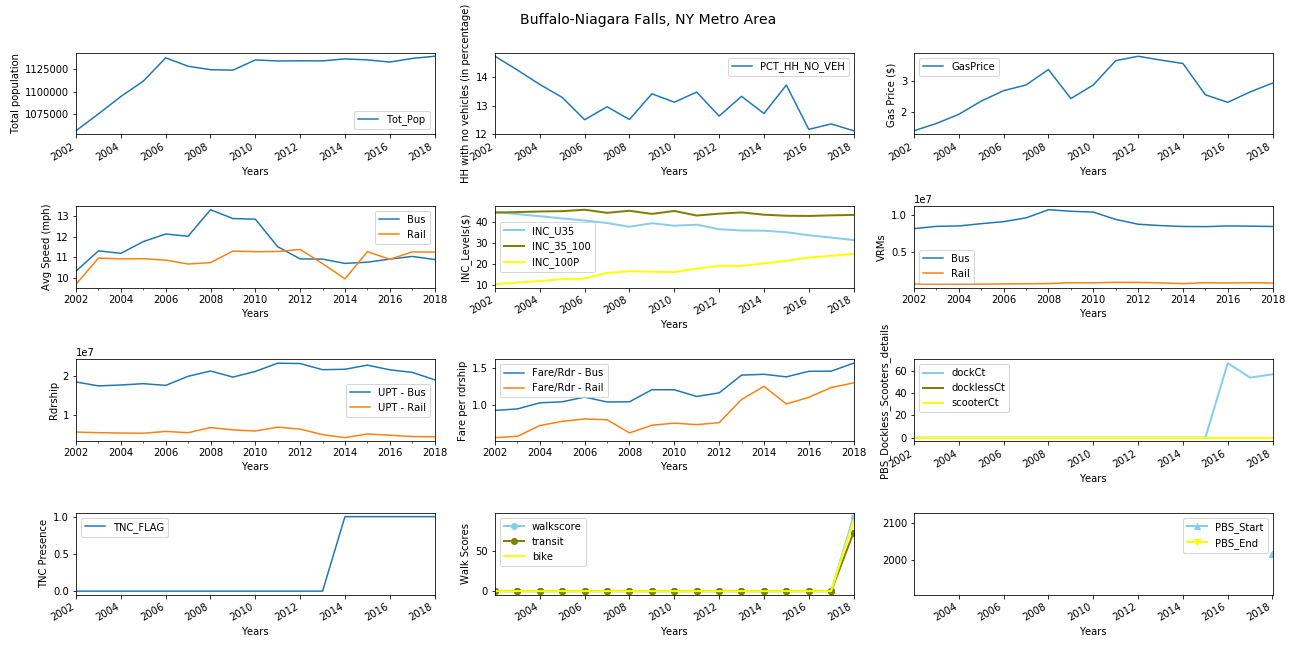 Buffalo-Niagara Falls, NY Metro Area
Total population
1125000
1075000
Tot_Pop
2002 2004 2006 2008 2010 2012 2014 2016 2018
Years
HH with no vehicles (in percentage)
14
13
12
PCT_HH_NO_VEH
2002 2004 2006 2008 2010 2012 2014 2016 2018
Years
Gas Price ($)
3
2
GasPrice
2002 2004 2006 2008 2010 2012 2014 2016 2018
Years
Avg Speed (mph)
13
12
11
10
Bus
Rail
2002 2004 2006 2008 2010 2012 2014 2016 2018
Years
INC_Levels($)
40
30
20
10
INC_U35
INC_35_100
INC_100P
2002 2004 2006 2008 2010 2012 2014 2016 2018
Years
1e7
VRMs
1.0
0.5
Bus
Rail
2002 2004 2006 2008 2010 2012 2014 2016 2018
Years
1e7
Rdrship
2
1
UPT - Bus
UPT - Rail
2002 2004 2006 2008 2010 2012 2014 2016 2018
Years
Fare per rdrship
1.5
1.0
Fare/Rdr - Bus
Fare/Rdr - Rail
2002 2004 2006 2008 2010 2012 2014 2016 2018
Years
PBS_Dockless_Scooters_details
60
40
20
0
dockCt
docklessCt
scooterCt
2002 2004 2006 2008 2010 2012 2014 2016 2018
Years
TNC Presence
1.0
0.5
0.0
TNC_FLAG
2002 2004 2006 2008 2010 2012 2014 2016 2018
Years
Walk Scores
50
0
walkscore
transit
bike
2004 2006 2008 2010 2012 2014 2016 2018
Years
2100
2000
PBS_Start
PBS_End
2004 2006 2008 2010 2012 2014 2016 2018
Years